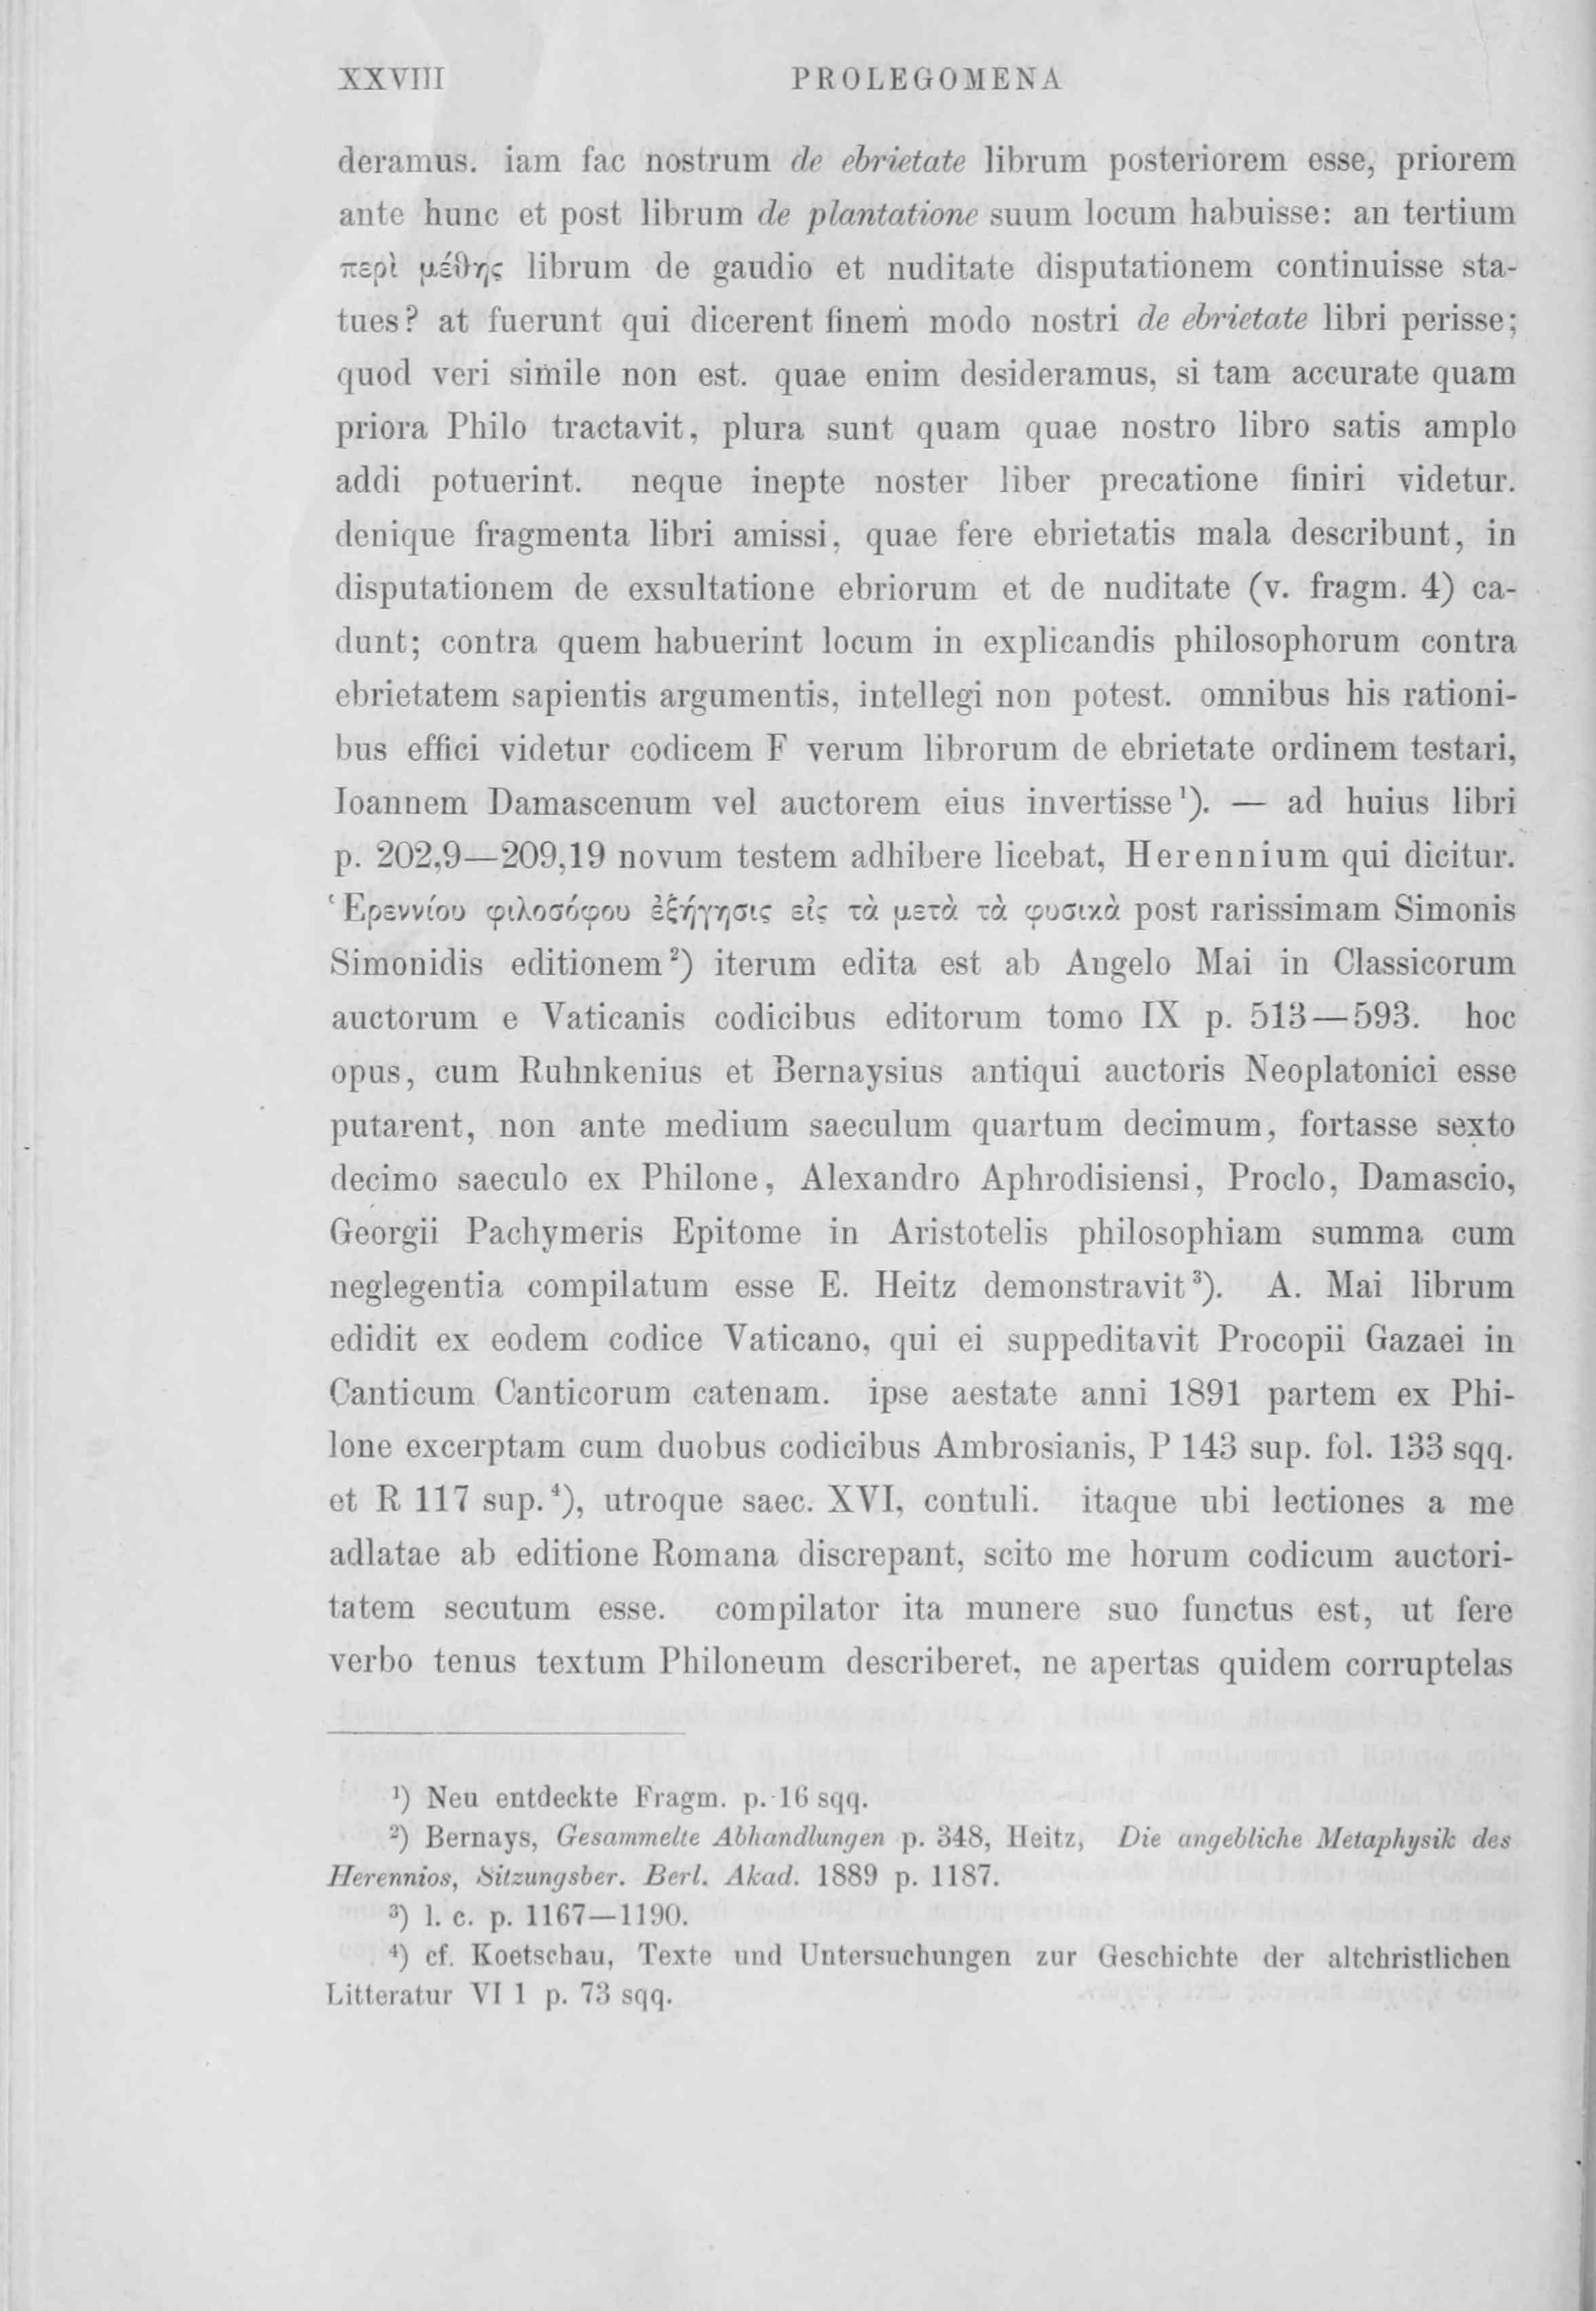 XXVIII PROLEGOMENA
deramus. iam fac nostrum de ebrietate librum posteriorem esse, priorem
ante hunc et post librum de plantatione suum locum habuisse: an tertium
περὶ μέθης librum de gaudio et nuditate disputationem continuisse sta-
tues? at fuerunt qui dicerent finem modo nostri de ebrietate libri perisse;
quod veri simile non est. quae enim desideramus, si tam accurate quam
priora Philo tractavit, plura sunt quam quae nostro libro satis amplo
addi potuerint. neque inepte noster liber precatione finiri videtur.
denique fragmenta libri amissi, quae fere ebrietatis mala describunt, in
disputationem de exsultatione ebriorum et de nuditate (v. fragm. 4) ca-
dunt; contra quem habuerint locum in explicandis philosophorum contra
ebrietatem sapientis argumentis, intellegi non potest. omnibus his rationi-
bus effici videtur codicem F verum librorum de ebrietate ordinem testari,
Ioannem Damascenum vel auctorem eius invertisse¹). — ad huius libri
p. 202,9—209,19 novum testem adhibere licebat, Herennium qui dicitur.
Ἑρεννίου φιλοσόφου ἐξήγησις εἰς τὰ μετὰ τὰ φυσικὰ post rarissimam Simonis
Simonidis editionem²) iterum edita est ab Angelo Mai in Classicorum
auctorum e Vaticanis codicibus editorum tomo IX p. 513—593. hoc
opus, cum Ruhnkenius et Bernaysius antiqui auctoris Neoplatonici esse
putarent, non ante medium saeculum quartum decimum, fortasse sexto
decimo saeculo ex Philone, Alexandro Aphrodisiensi, Proclo, Damascio,
Georgii Pachymeris Epitome in Aristotelis philosophiam summa cum
neglegentia compilatum esse E. Heitz demonstravit³). A. Mai librum
edidit ex eodem codice Vaticano, qui ei suppeditavit Procopii Gazaei in
Canticum Canticorum catenam. ipse aestate anni 1891 partem ex Phi-
lone excerptam cum duobus codicibus Ambrosianis, P 143 sup. fol. 133 sqq.
et R 117 sup.⁴), utroque saec. XVI, contuli. itaque ubi lectiones a me
adlatae ab editione Romana discrepant, scito me horum codicum auctori-
tatem secutum esse. compilator ita munere suo functus est, ut fere
verbo tenus textum Philoneum describeret, ne apertas quidem corruptelas
¹) Neu entdeckte Fragm. p. 16 sqq.
²) Bernays, Gesammelte Abhandlungen p. 348, Heitz, Die angebliche Metaphysik des
Herennios, Sitzungsber. Berl. Akad. 1889 p. 1187.
³) l. c. p. 1167—1190.
⁴) cf. Koetschau, Texte und Untersuchungen zur Geschichte der altchristlichen
Litteratur VI 1 p. 73 sqq.